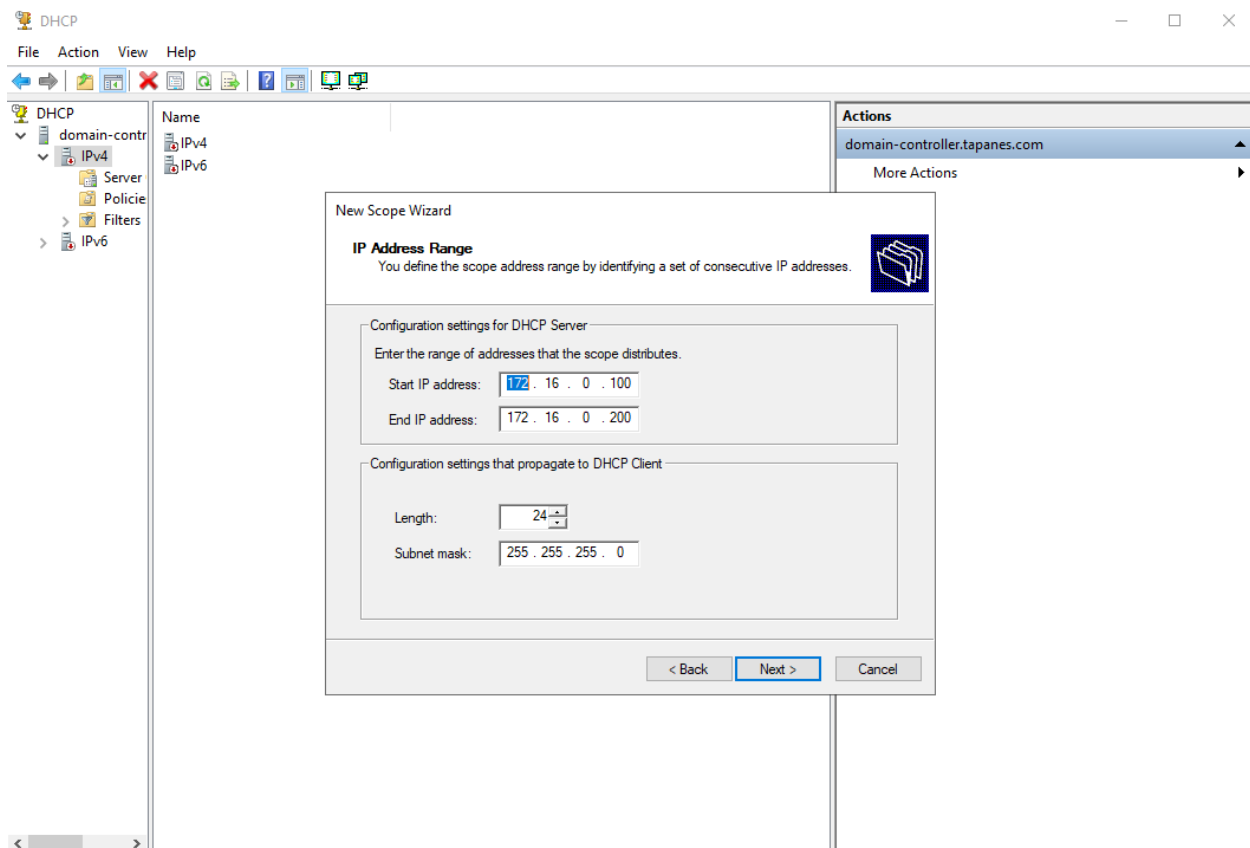 DHCP
File Action View Help
DHCP
domain-contr
IPv4
Server
Policie
Filters
IPv6
Name
IPv4
IPv6
Actions
domain-controller.tapanes.com
More Actions
New Scope Wizard
IP Address Range
You define the scope address range by identifying a set of consecutive IP addresses.
Configuration settings for DHCP Server
Enter the range of addresses that the scope distributes.
Start IP address: 172 . 16 . 0 . 100
End IP address: 172 . 16 . 0 . 200
Configuration settings that propagate to DHCP Client
Length: 24
Subnet mask: 255 . 255 . 255 . 0
< Back Next > Cancel